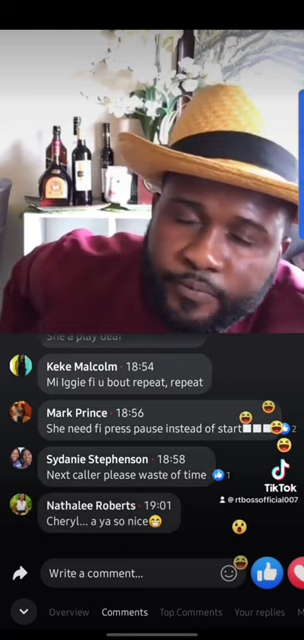 She a play deaf
Keke Malcolm · 18:54
Mi Iggie fi u bout repeat, repeat
Mark Prince · 18:56
She need fi press pause instead of start
2
Sydanie Stephenson · 18:58
Next caller please waste of time
1
TikTok
@rtbossofficial007
Nathalee Roberts · 19:01
Cheryl... a ya so nice😁
Write a comment...
Overview Comments Top Comments Your replies